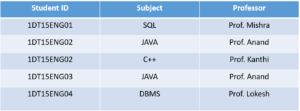 Student ID Subject Professor
1DT15ENG01 SQL Prof. Mishra
1DT15ENG02 JAVA Prof. Anand
1DT15ENG02 C++ Prof. Kanthi
1DT15ENG03 JAVA Prof. Anand
1DT15ENG04 DBMS Prof. Lokesh